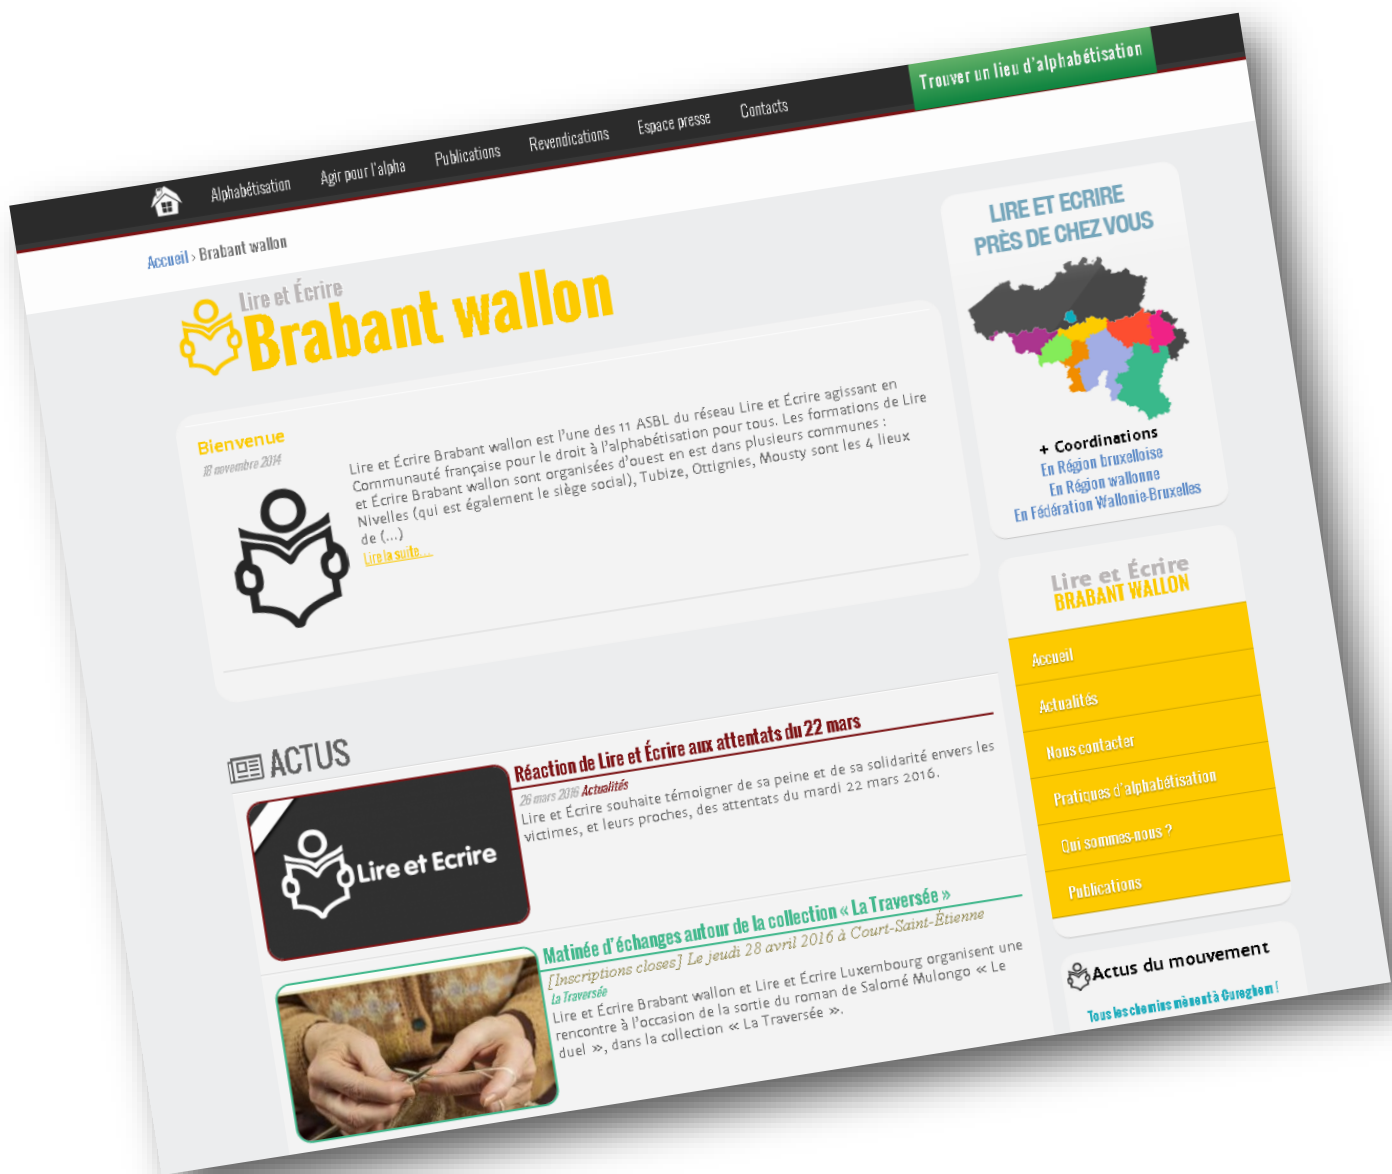 Alphabétisation
Agir pour l'alpha
Publications
Revendications
Espace presse
Contacts
Trouver un lieu d'alphabétisation
Accueil › Brabant wallon
Lire et Écrire
Brabant wallon
Bienvenue
18 novembre 2014
Lire et Écrire Brabant wallon est l'une des 11 ASBL du réseau Lire et Écrire agissant en
Communauté française pour le droit à l'alphabétisation pour tous. Les formations de Lire
et Écrire Brabant wallon sont organisées d'ouest en est dans plusieurs communes :
Nivelles (qui est également le siège social), Tubize, Ottignies, Mousty sont les 4 lieux
de (...)
Lire la suite...
ACTUS
Réaction de Lire et Écrire aux attentats du 22 mars
26 mars 2016 Actualités
Lire et Écrire souhaite témoigner de sa peine et de sa solidarité envers les
victimes, et leurs proches, des attentats du mardi 22 mars 2016.
Lire et Ecrire
Matinée d'échanges autour de la collection « La Traversée »
[Inscriptions closes] Le jeudi 28 avril 2016 à Court-Saint-Étienne
La Traversée
Lire et Écrire Brabant wallon et Lire et Écrire Luxembourg organisent une
rencontre à l'occasion de la sortie du roman de Salomé Mulongo « Le
duel », dans la collection « La Traversée ».
LIRE ET ECRIRE
PRÈS DE CHEZ VOUS
+ Coordinations
En Région bruxelloise
En Région wallonne
En Fédération Wallonie-Bruxelles
Lire et Écrire
BRABANT WALLON
Accueil
Actualités
Nous contacter
Pratiques d'alphabétisation
Qui sommes-nous ?
Publications
Actus du mouvement
Tous les chemins mènent à Cureghem !